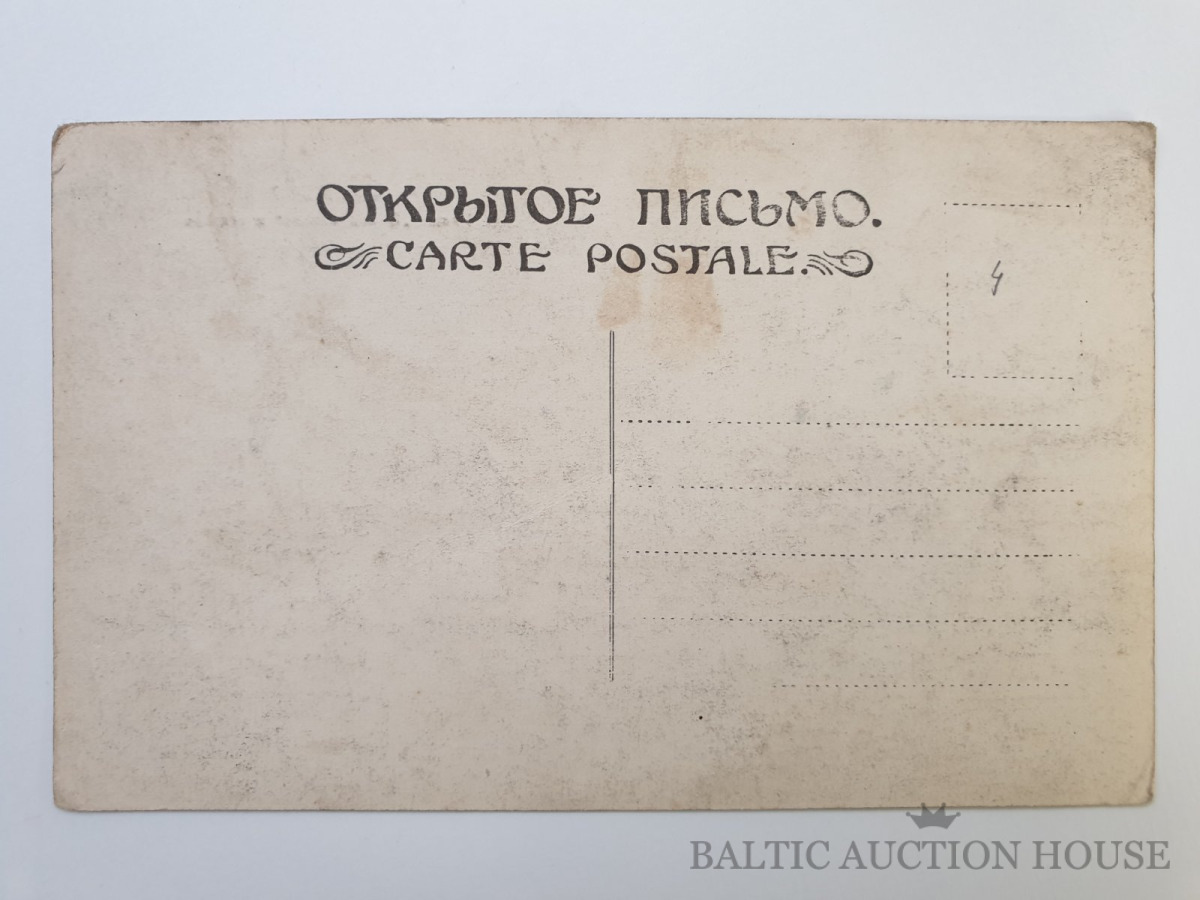 ОТКРЫТОЕ ПИСЬМО.
CARTE POSTALE.
4
BALTIC AUCTION HOUSE